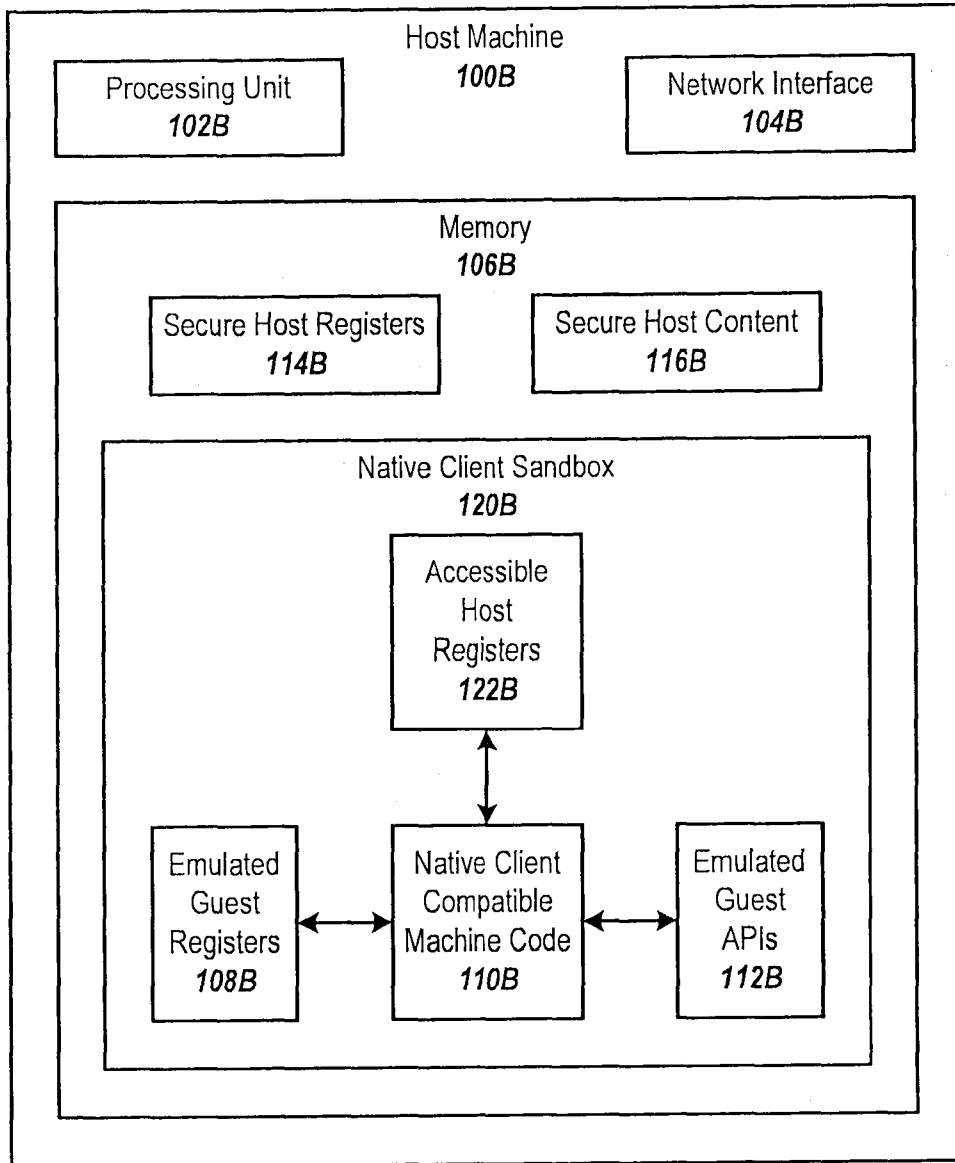 Host Machine
100B
Processing Unit
102B
Network Interface
104B
Memory
106B
Secure Host Registers
114B
Secure Host Content
116B
Native Client Sandbox
120B
Accessible
Host
Registers
122B
Emulated
Guest
Registers
108B
Native Client
Compatible
Machine Code
110B
Emulated
Guest
APIs
112B